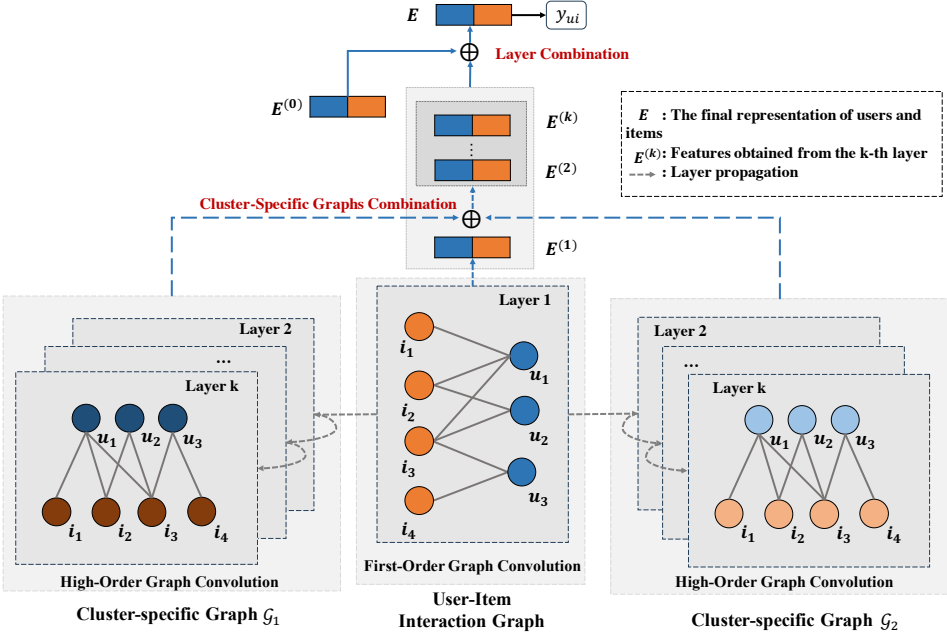 E
y_{ui}
Layer Combination
E^{(0)}
E^{(k)}
⋮
E^{(2)}
E : The final representation of users and
items
E^{(k)}: Features obtained from the k-th layer
: Layer propagation
Cluster-Specific Graphs Combination
E^{(1)}
Layer 2
...
Layer k
u_1 u_2 u_3
i_1 i_2 i_3 i_4
High-Order Graph Convolution
Cluster-specific Graph 𝒢_1
Layer 1
i_1
u_1
i_2
u_2
i_3
u_3
i_4
First-Order Graph Convolution
User-Item
Interaction Graph
Layer 2
...
Layer k
u_1 u_2 u_3
i_1 i_2 i_3 i_4
High-Order Graph Convolution
Cluster-specific Graph 𝒢_2